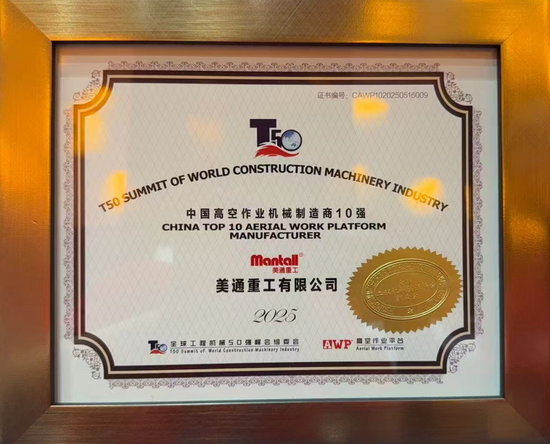 证书编号：CAWP1020250516009
T50
T50 SUMMIT OF WORLD CONSTRUCTION MACHINERY INDUSTRY
中国高空作业机械制造商10强
CHINA TOP 10 AERIAL WORK PLATFORM
MANUFACTURER
Mantall
美通重工
美通重工有限公司
2025
T50 全球工程机械50强峰会组委会
T50 Summit of World Construction Machinery Industry
AWP 高空作业平台
Aerial Work Platform